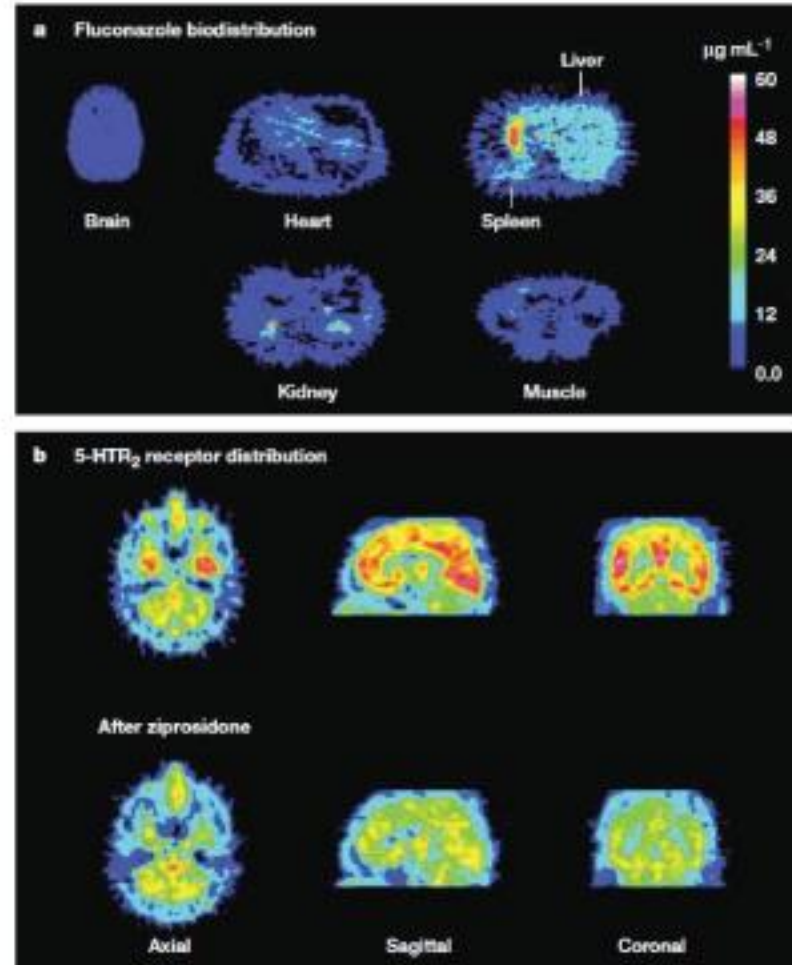 a Fluconazole biodistribution
µg mL⁻¹
Liver
60
48
36
24
12
0.0
Brain
Heart
Spleen
Kidney
Muscle
b 5-HTR₂ receptor distribution
After ziprosidone
Axial
Sagittal
Coronal